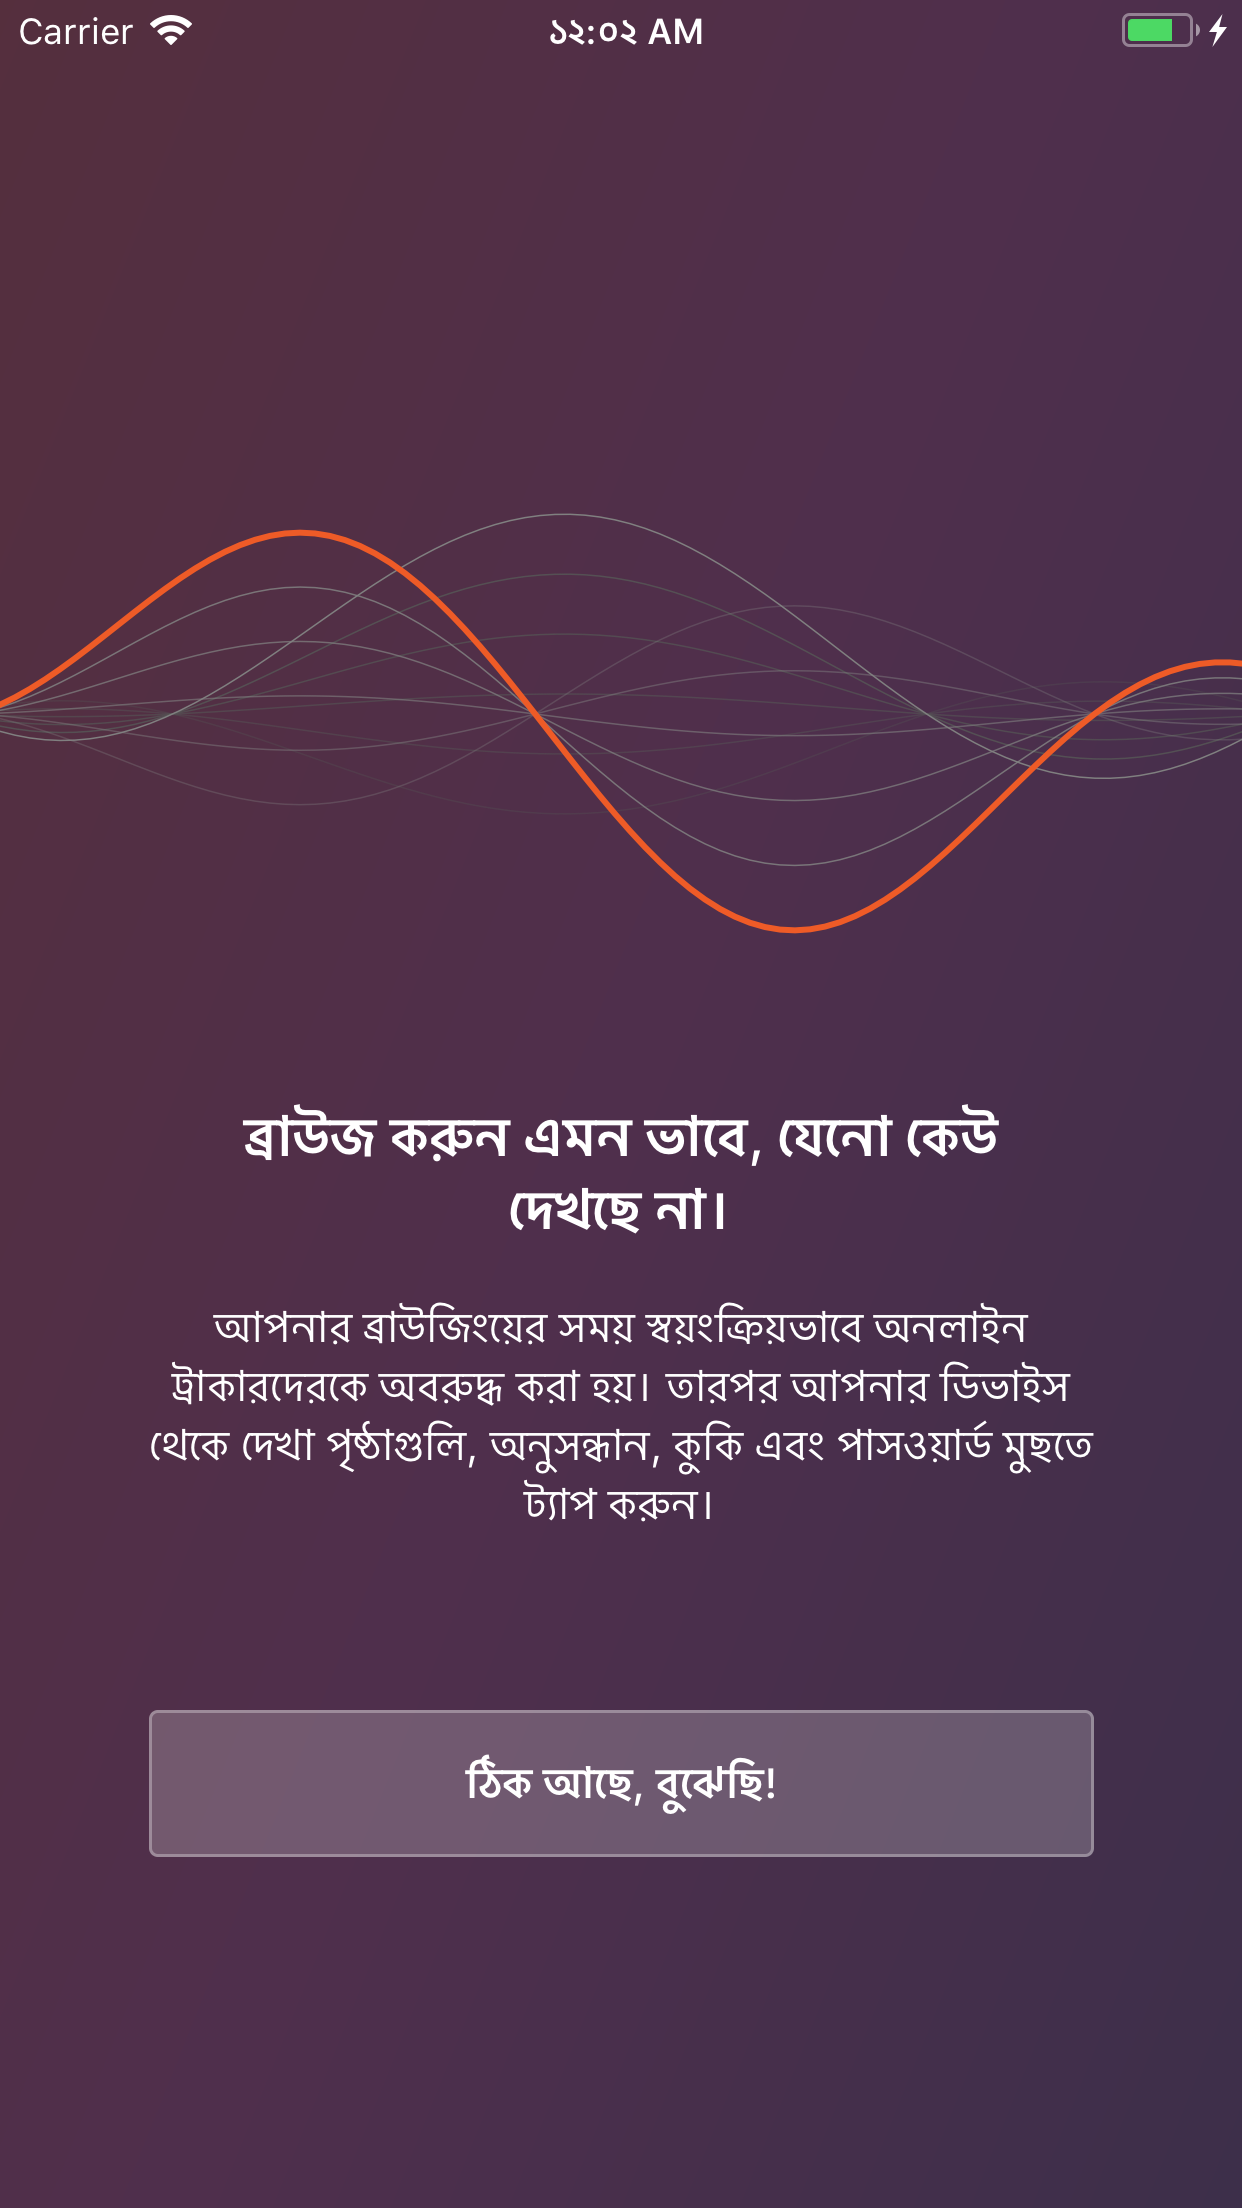 Carrier ১২:০২ AM
ব্রাউজ করুন এমন ভাবে, যেনো কেউ
দেখছে না।
আপনার ব্রাউজিংয়ের সময় স্বয়ংক্রিয়ভাবে অনলাইন
ট্রাকারদেরকে অবরুদ্ধ করা হয়। তারপর আপনার ডিভাইস
থেকে দেখা পৃষ্ঠাগুলি, অনুসন্ধান, কুকি এবং পাসওয়ার্ড মুছতে
ট্যাপ করুন।
ঠিক আছে, বুঝেছি!